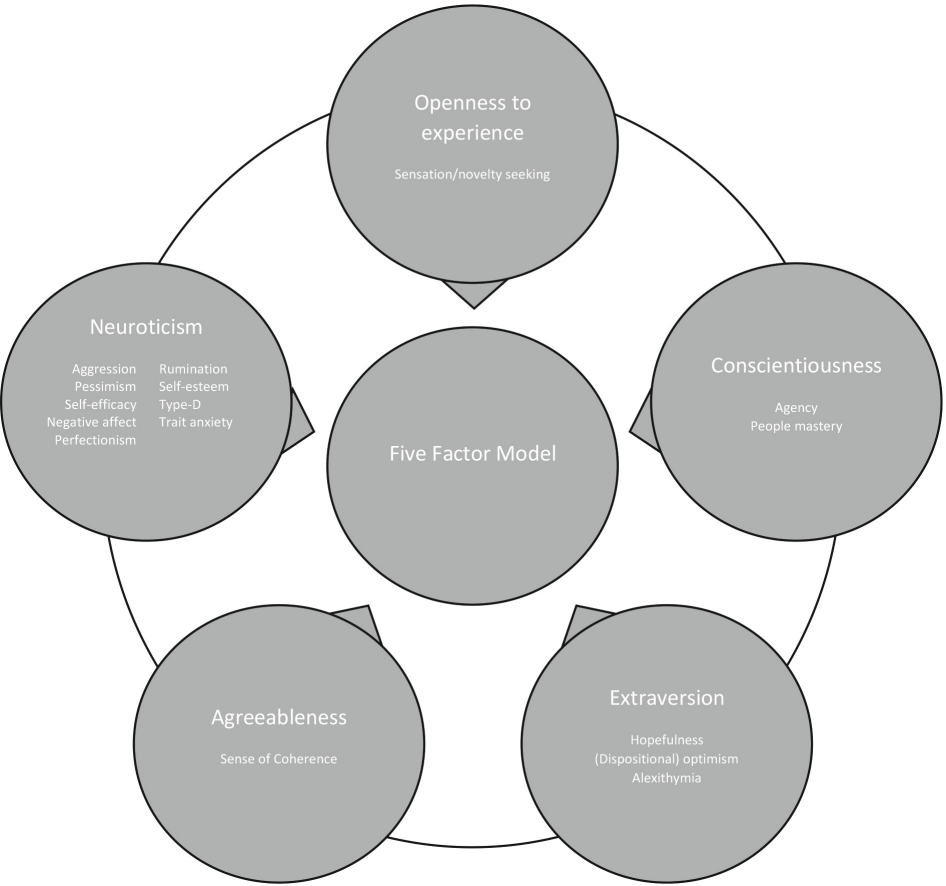 Openness to
experience
Sensation/novelty seeking
Neuroticism
Aggression Rumination
Pessimism Self-esteem
Self-efficacy Type-D
Negative affect Trait anxiety
Perfectionism
Conscientiousness
Agency
People mastery
Five Factor Model
Agreeableness
Sense of Coherence
Extraversion
Hopefulness
(Dispositional) optimism
Alexithymia